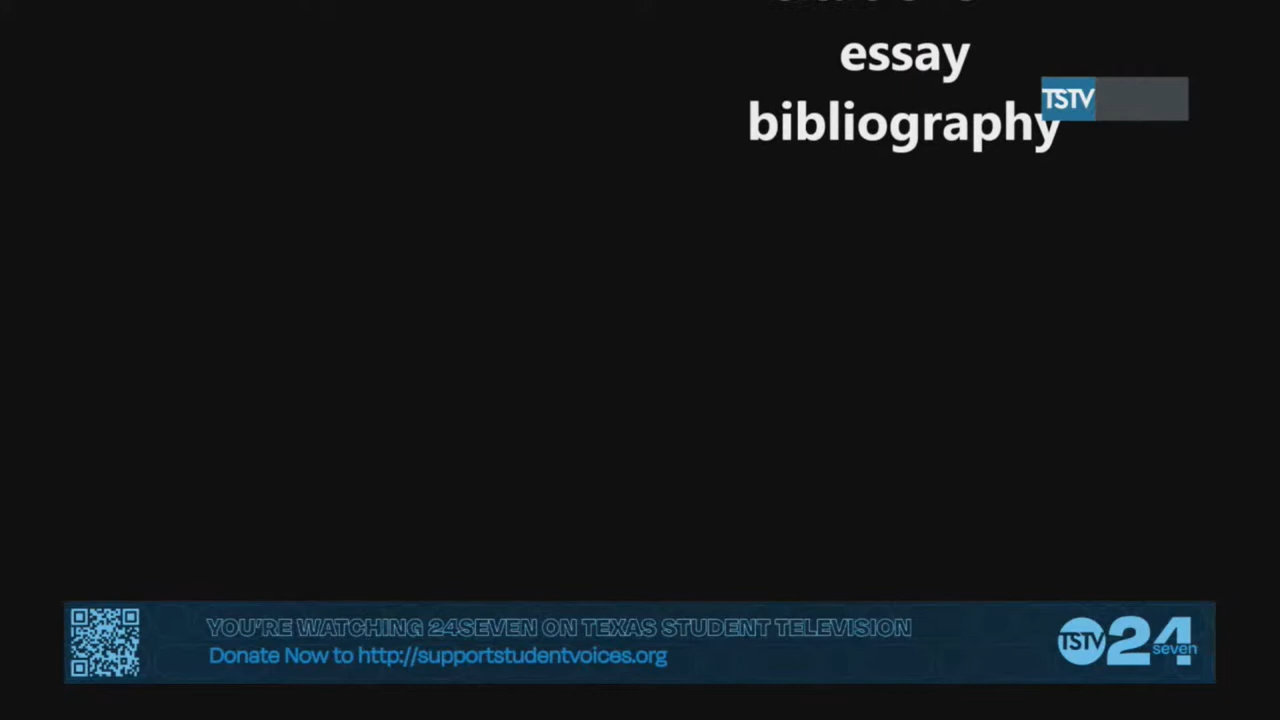 essay
bibliography
TSTV
YOU'RE WATCHING 24SEVEN ON TEXAS STUDENT TELEVISION
Donate Now to http://supportstudentvoices.org
TSTV 24 seven